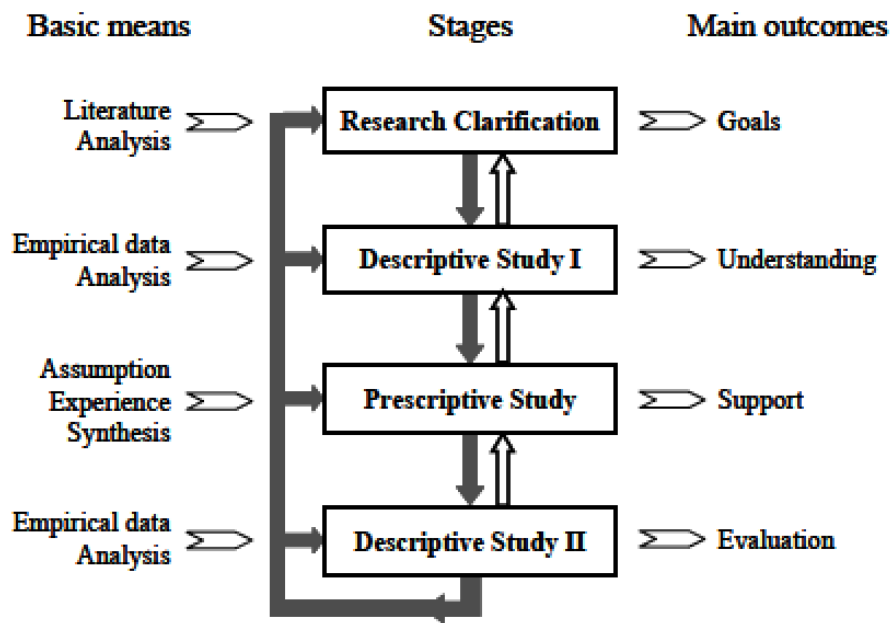 Basic means
Stages
Main outcomes
Literature
Analysis
Research Clarification
Goals
Empirical data
Analysis
Descriptive Study I
Understanding
Assumption
Experience
Synthesis
Prescriptive Study
Support
Empirical data
Analysis
Descriptive Study II
Evaluation